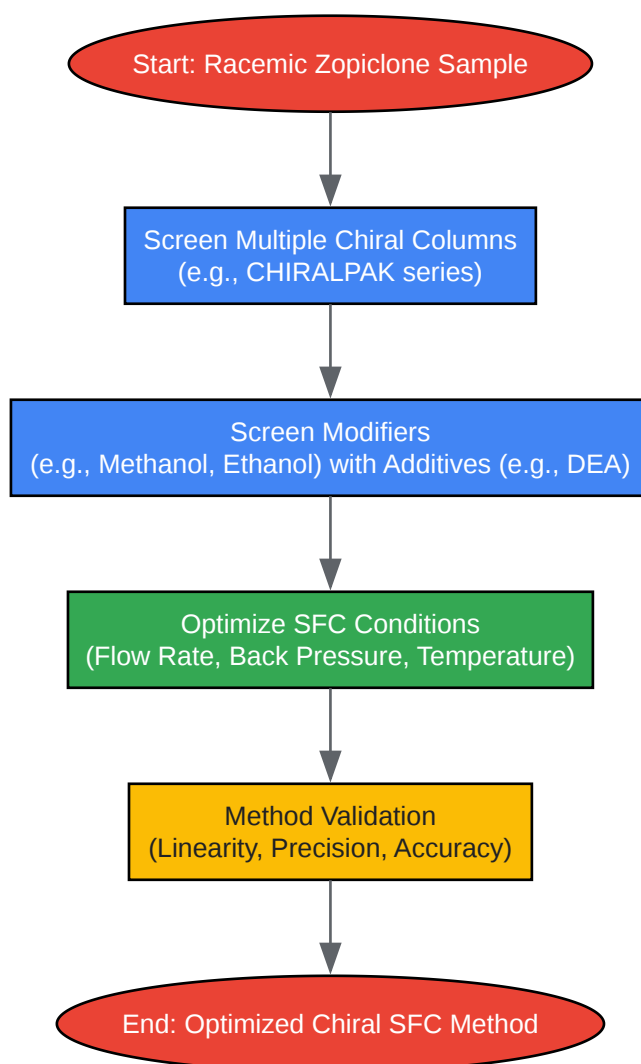 Start: Racemic Zopiclone Sample
Screen Multiple Chiral Columns
(e.g., CHIRALPAK series)
Screen Modifiers
(e.g., Methanol, Ethanol) with Additives (e.g., DEA)
Optimize SFC Conditions
(Flow Rate, Back Pressure, Temperature)
Method Validation
(Linearity, Precision, Accuracy)
End: Optimized Chiral SFC Method